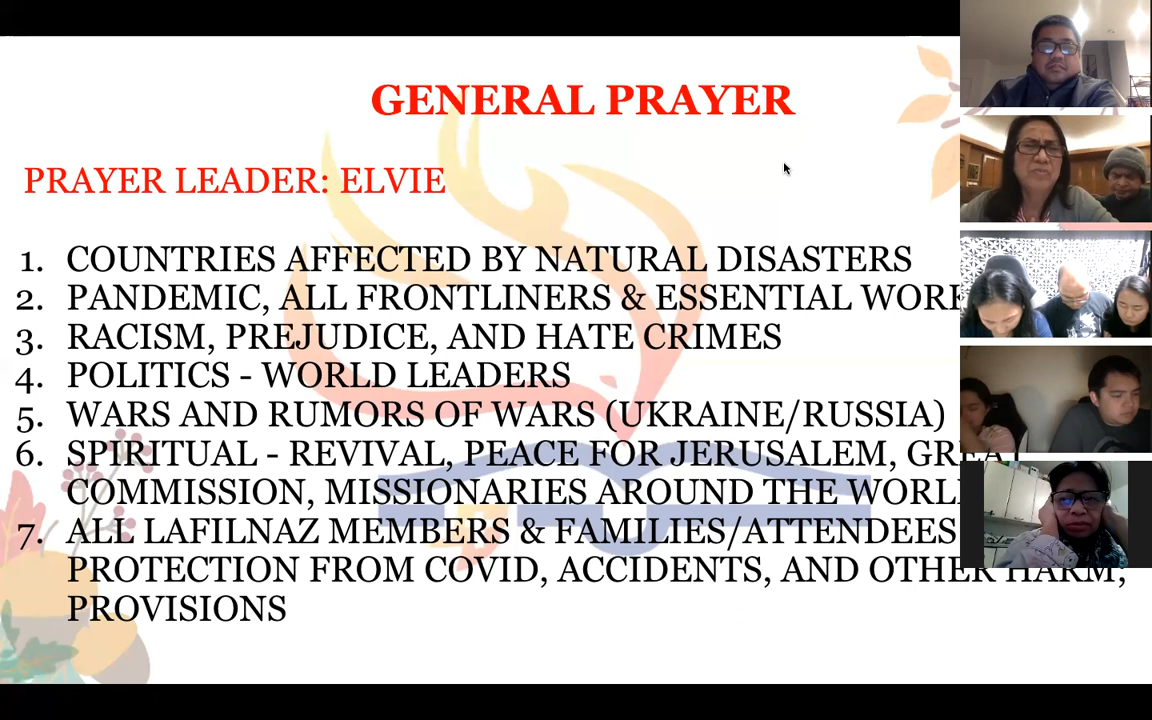 GENERAL PRAYER
PRAYER LEADER: ELVIE
1. COUNTRIES AFFECTED BY NATURAL DISASTERS
2. PANDEMIC, ALL FRONTLINERS & ESSENTIAL
3. RACISM, PREJUDICE, AND HATE CRIMES
4. POLITICS - WORLD LEADERS
5. WARS AND RUMORS OF WARS (UKRAINE/RUSSIA)
6. SPIRITUAL - REVIVAL, PEACE FOR JERUSALEM, GREAT
COMMISSION, MISSIONARIES AROUND THE
7. ALL LAFILNAZ MEMBERS & FAMILIES/ATTENDEES
PROTECTION FROM COVID, ACCIDENTS, AND OTHER HARM,
PROVISIONS